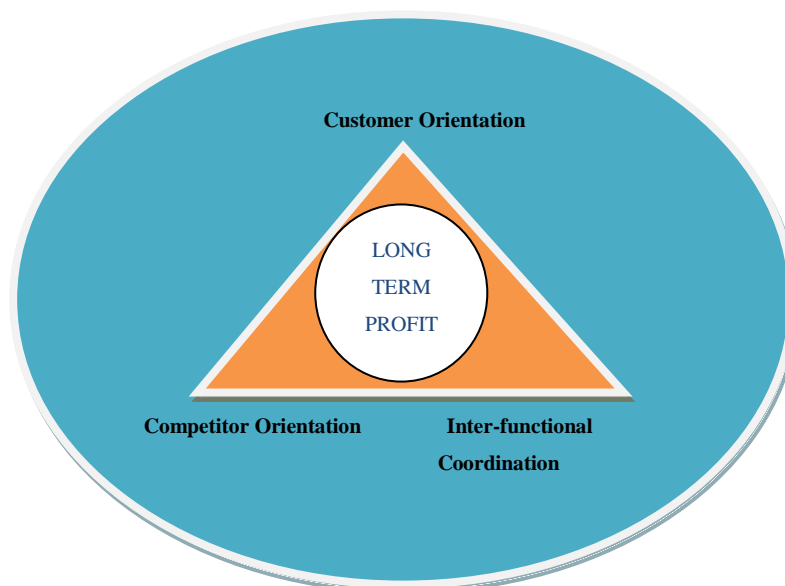 Customer Orientation
LONG
TERM
PROFIT
Competitor Orientation
Inter-functional
Coordination